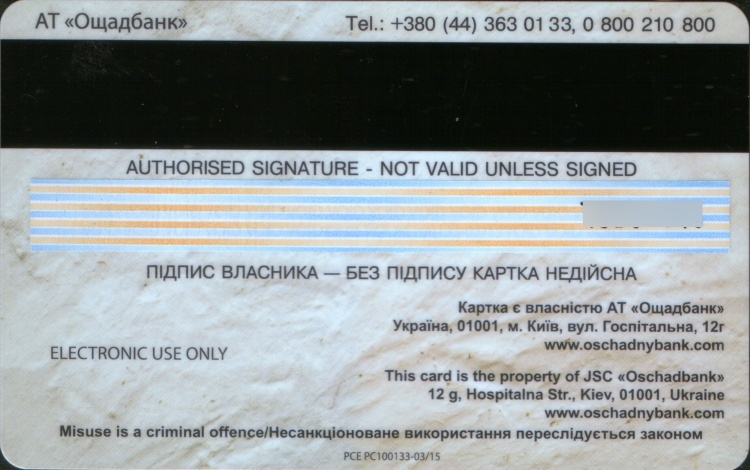 АТ «Ощадбанк» Tel.: +380 (44) 363 01 33, 0 800 210 800
AUTHORISED SIGNATURE - NOT VALID UNLESS SIGNED
ПІДПИС ВЛАСНИКА — БЕЗ ПІДПИСУ КАРТКА НЕДІЙСНА
Картка є власністю АТ «Ощадбанк»
Україна, 01001, м. Київ, вул. Госпітальна, 12г
www.oschadnybank.com
ELECTRONIC USE ONLY
This card is the property of JSC «Oschadbank»
12 g, Hospitalna Str., Kiev, 01001, Ukraine
www.oschadnybank.com
Misuse is a criminal offence/Несанкціоноване використання переслідується законом
PCE PC100133-03/15